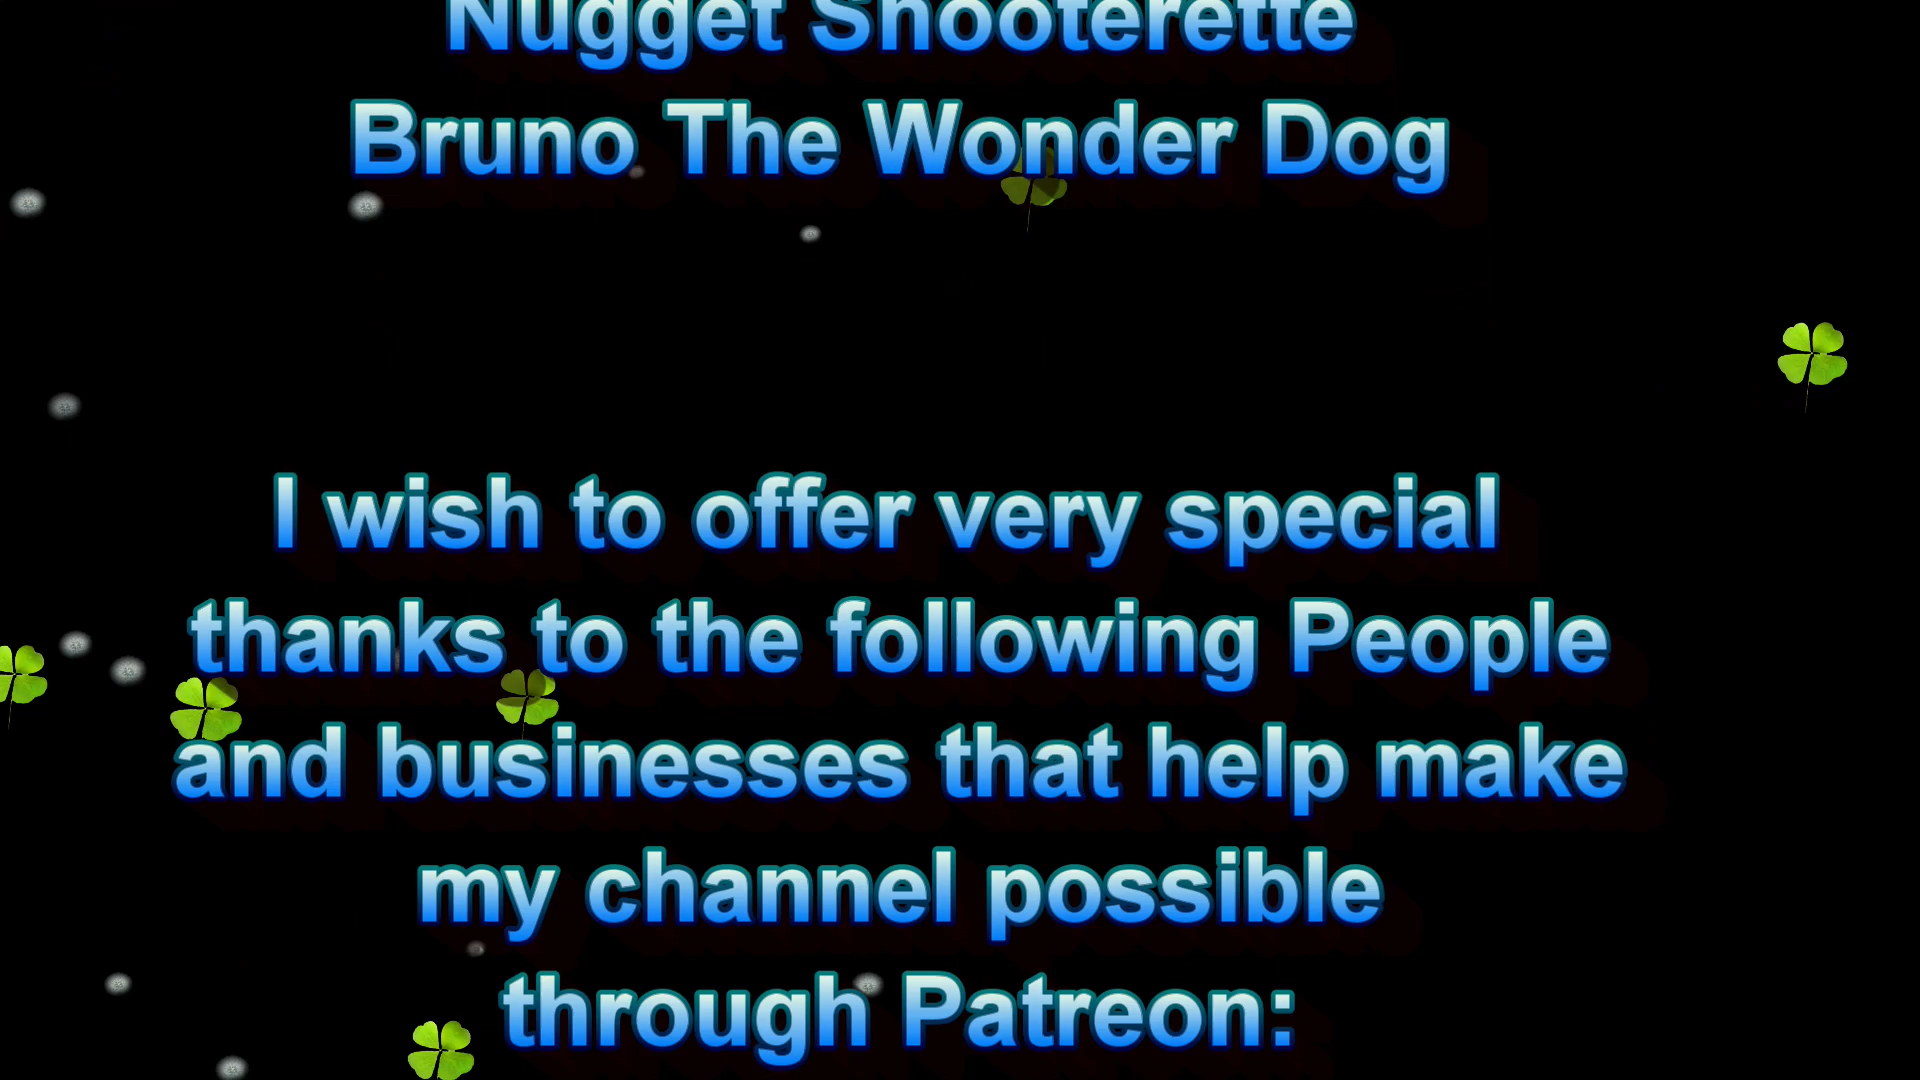 Nugget Shooterette
Bruno The Wonder Dog
I wish to offer very special
thanks to the following People
and businesses that help make
my channel possible
through Patreon: